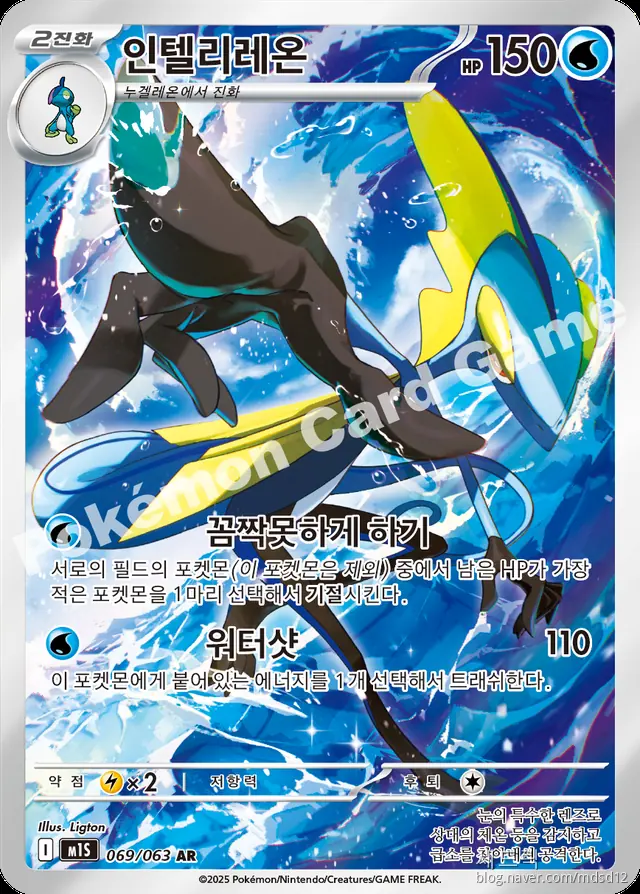 2진화
인텔리레온
HP 150
누겔레온에서 진화
Pokémon Card Game
꼼짝못하게 하기
서로의 필드의 포켓몬(이 포켓몬은 제외) 중에서 남은 HP가 가장
적은 포켓몬을 1마리 선택해서 기절시킨다.
워터샷 110
이 포켓몬에게 붙어 있는 에너지를 1개 선택해서 트래쉬한다.
약점 ×2 저항력 후퇴
Illus. Ligton
I M1S 069/063 AR
눈의 특수한 렌즈로
상대의 체온 등을 감지하고
급소를 찾아내어 공격한다.
blog.naver.com/mdsd12
©2025 Pokémon/Nintendo/Creatures/GAME FREAK.